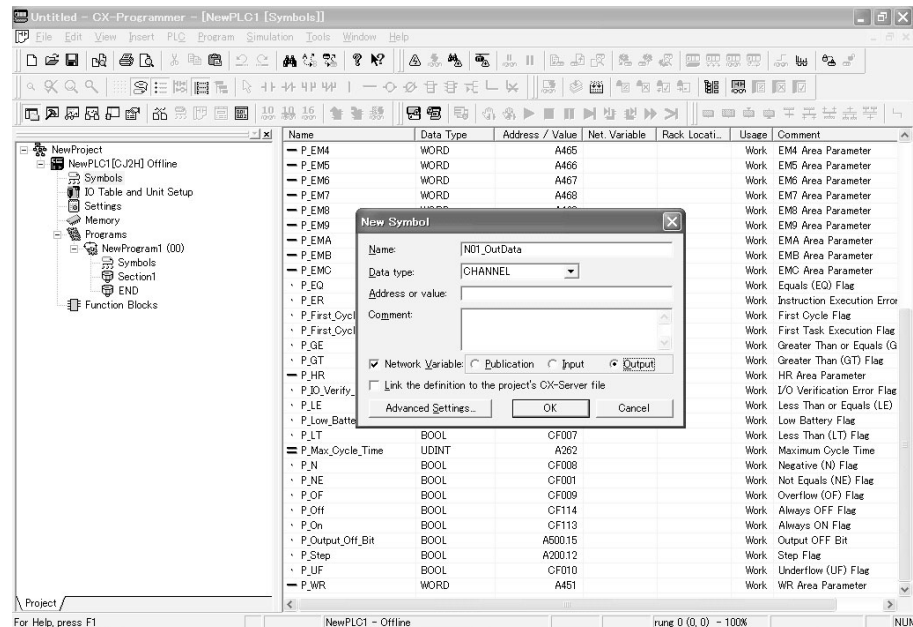 Untitled - CX-Programmer - [NewPLC1 [Symbols]]
File Edit View Insert PLC Program Simulation Tools Window Help
NewProject
NewPLC1[CJ2H] Offline
Symbols
IO Table and Unit Setup
Settings
Memory
Programs
NewProgram1 (00)
Symbols
Section1
END
Function Blocks
Project
Name Data Type Address / Value Net. Variable Rack Locati... Usage Comment
P_EM4 WORD A465 Work EM4 Area Parameter
P_EM5 WORD A466 Work EM5 Area Parameter
P_EM6 WORD A467 Work EM6 Area Parameter
P_EM7 WORD A468 Work EM7 Area Parameter
P_EM8 Work EM8 Area Parameter
P_EM9 Work EM9 Area Parameter
P_EMA Work EMA Area Parameter
P_EMB Work EMB Area Parameter
P_EMC Work EMC Area Parameter
P_EQ Work Equals (EQ) Flag
P_ER Work Instruction Execution Error
P_First_Cycl Work First Cycle Flag
P_First_Cycl Work First Task Execution Flag
P_GE Work Greater Than or Equals (G
P_GT Work Greater Than (GT) Flag
P_HR Work HR Area Parameter
P_IO_Verify_ Work I/O Verification Error Flag
P_LE Work Less Than or Equals (LE)
P_Low_Batte Work Low Battery Flag
P_LT BOOL CF007 Work Less Than (LT) Flag
P_Max_Cycle_Time UDINT A262 Work Maximum Cycle Time
P_N BOOL CF008 Work Negative (N) Flag
P_NE BOOL CF001 Work Not Equals (NE) Flag
P_OF BOOL CF009 Work Overflow (OF) Flag
P_Off BOOL CF114 Work Always OFF Flag
P_On BOOL CF113 Work Always ON Flag
P_Output_Off_Bit BOOL A500.15 Work Output OFF Bit
P_Step BOOL A200.12 Work Step Flag
P_UF BOOL CF010 Work Underflow (UF) Flag
P_WR WORD A451 Work WR Area Parameter
New Symbol
Name: N01_OutData
Data type: CHANNEL
Address or value:
Comment:
Network Variable: Publication Input Output
Link the definition to the project's CX-Server file
Advanced Settings... OK Cancel
For Help, press F1 NewPLC1 - Offline rung 0 (0, 0) - 100% NUM